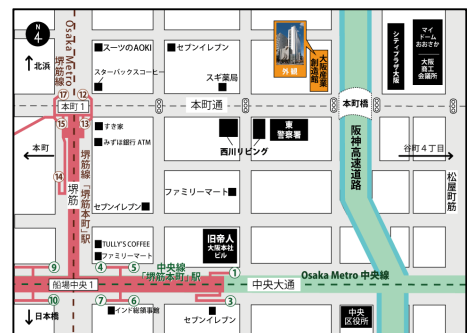 N
4
Osaka Metro
堺筋線
↑
北浜
■スーツのAOKI
■セブンイレブン
スターバックスコーヒー
スギ薬局
外観
大阪産業
創造館
シティプラザ大阪
マイ
ドーム
おおさか
大阪
商工
会議所
⑰
⑫
本町1
本町通
本町橋
⑮
⑬
■すき家
■みずほ銀行 ATM
西川リビング
東
警察署
阪神高速道路
本町
谷町4丁目
松屋町筋
堺筋線「堺筋本町」駅
⑭
堺筋
セブンイレブン■
ファミリーマート■
■TULLY'S COFFEE
■ファミリーマート
旧帝人
大阪本社
ビル
中央線
「堺筋本町」駅
Osaka Metro 中央線
⑨
④
⑤
①
船場中央1
中央大通
⑩
⑦
⑥
③
↓日本橋
■インド総領事館
セブンイレブン
中央
区役所